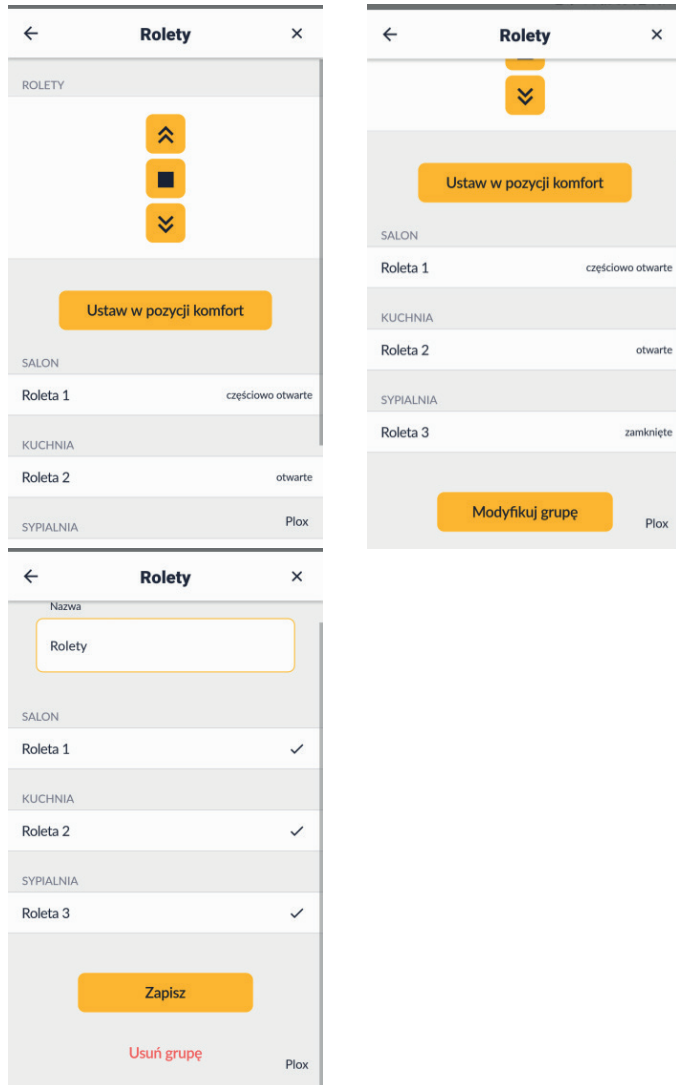 Rolety
ROLETY
Ustaw w pozycji komfort
SALON
Roleta 1 częściowo otwarte
KUCHNIA
Roleta 2 otwarte
SYPIALNIA Plox
Rolety
Ustaw w pozycji komfort
SALON
Roleta 1 częściowo otwarte
KUCHNIA
Roleta 2 otwarte
SYPIALNIA
Roleta 3 zamknięte
Modyfikuj grupę Plox
Rolety
Nazwa
Rolety
SALON
Roleta 1
KUCHNIA
Roleta 2
SYPIALNIA
Roleta 3
Zapisz
Usuń grupę Plox